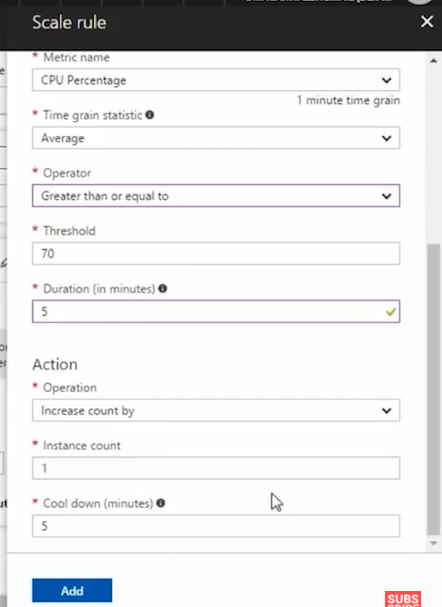 Scale rule
* Metric name
CPU Percentage
1 minute time grain
* Time grain statistic
Average
* Operator
Greater than or equal to
* Threshold
70
* Duration (in minutes)
5
Action
* Operation
Increase count by
* Instance count
1
* Cool down (minutes)
5
Add
SUBS